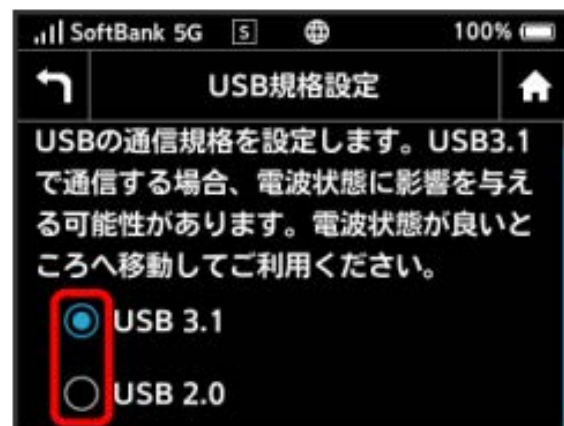 SoftBank 5G S 100%
USB規格設定
USBの通信規格を設定します。USB3.1
で通信する場合、電波状態に影響を与え
る可能性があります。電波状態が良いと
ころへ移動してご利用ください。
USB 3.1
USB 2.0